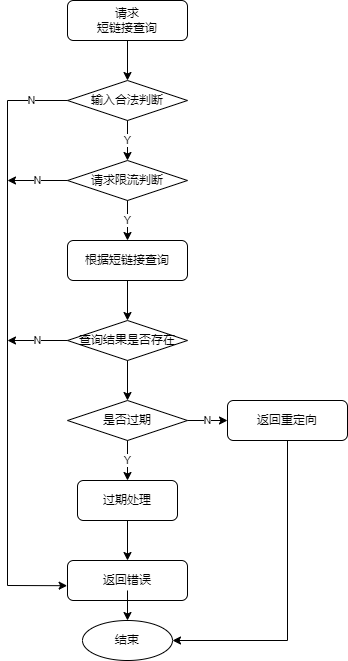 请求
短链接查询
输入合法判断
N
Y
请求限流判断
N
Y
根据短链接查询
查询结果是否存在
N
是否过期
N
返回重定向
Y
过期处理
返回错误
结束